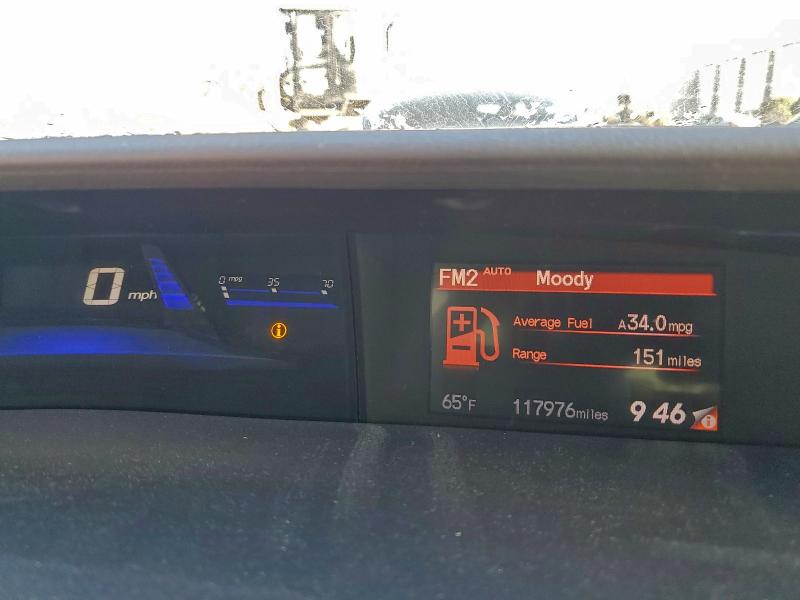 0 mph
0 mpg 35 70
FM2 AUTO Moody
Average Fuel A34.0mpg
Range 151 miles
65°F 117976miles 9 46